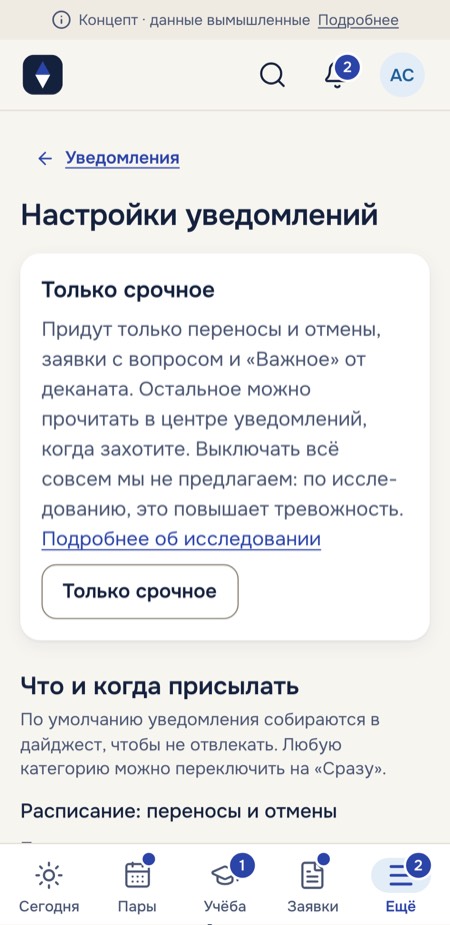 Концепт · данные вымышленные Подробнее
2
АС
← Уведомления
Настройки уведомлений
Только срочное
Придут только переносы и отмены,
заявки с вопросом и «Важное» от
деканата. Остальное можно
прочитать в центре уведомлений,
когда захотите. Выключать всё
совсем мы не предлагаем: по иссле-
дованию, это повышает тревожность.
Подробнее об исследовании
Только срочное
Что и когда присылать
По умолчанию уведомления собираются в
дайджест, чтобы не отвлекать. Любую
категорию можно переключить на «Сразу».
Расписание: переносы и отмены
1
2
Сегодня Пары Учёба Заявки Ещё